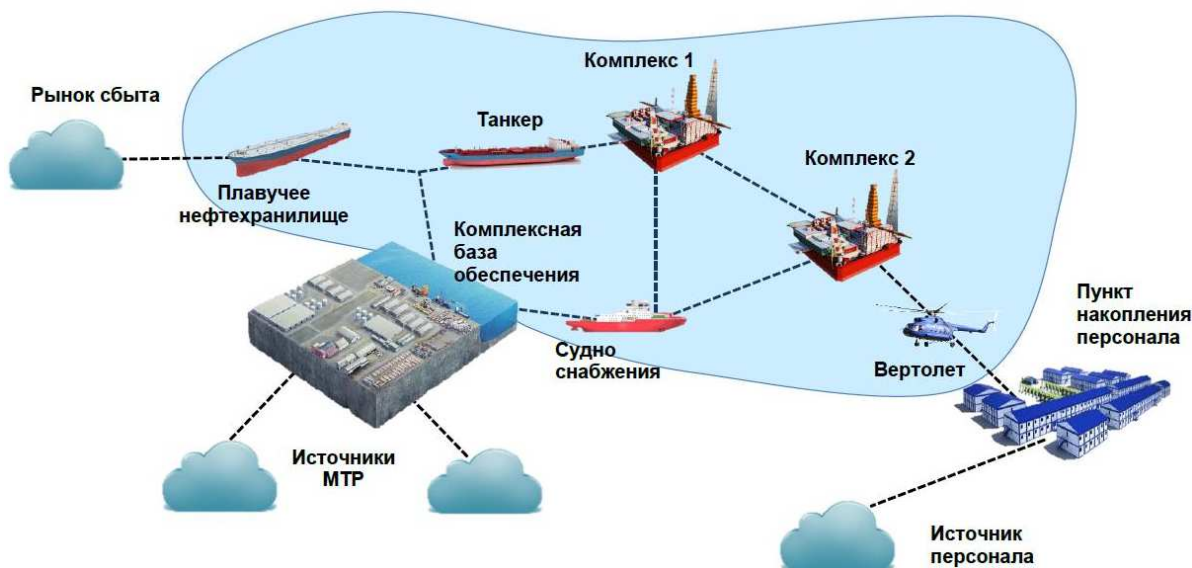 Комплекс 1
Рынок сбыта
Танкер
Комплекс 2
Плавучее
нефтехранилище
Комплексная
база
обеспечения
Пункт
накопления
персонала
Судно
снабжения
Вертолет
Источники
МТР
Источник
персонала